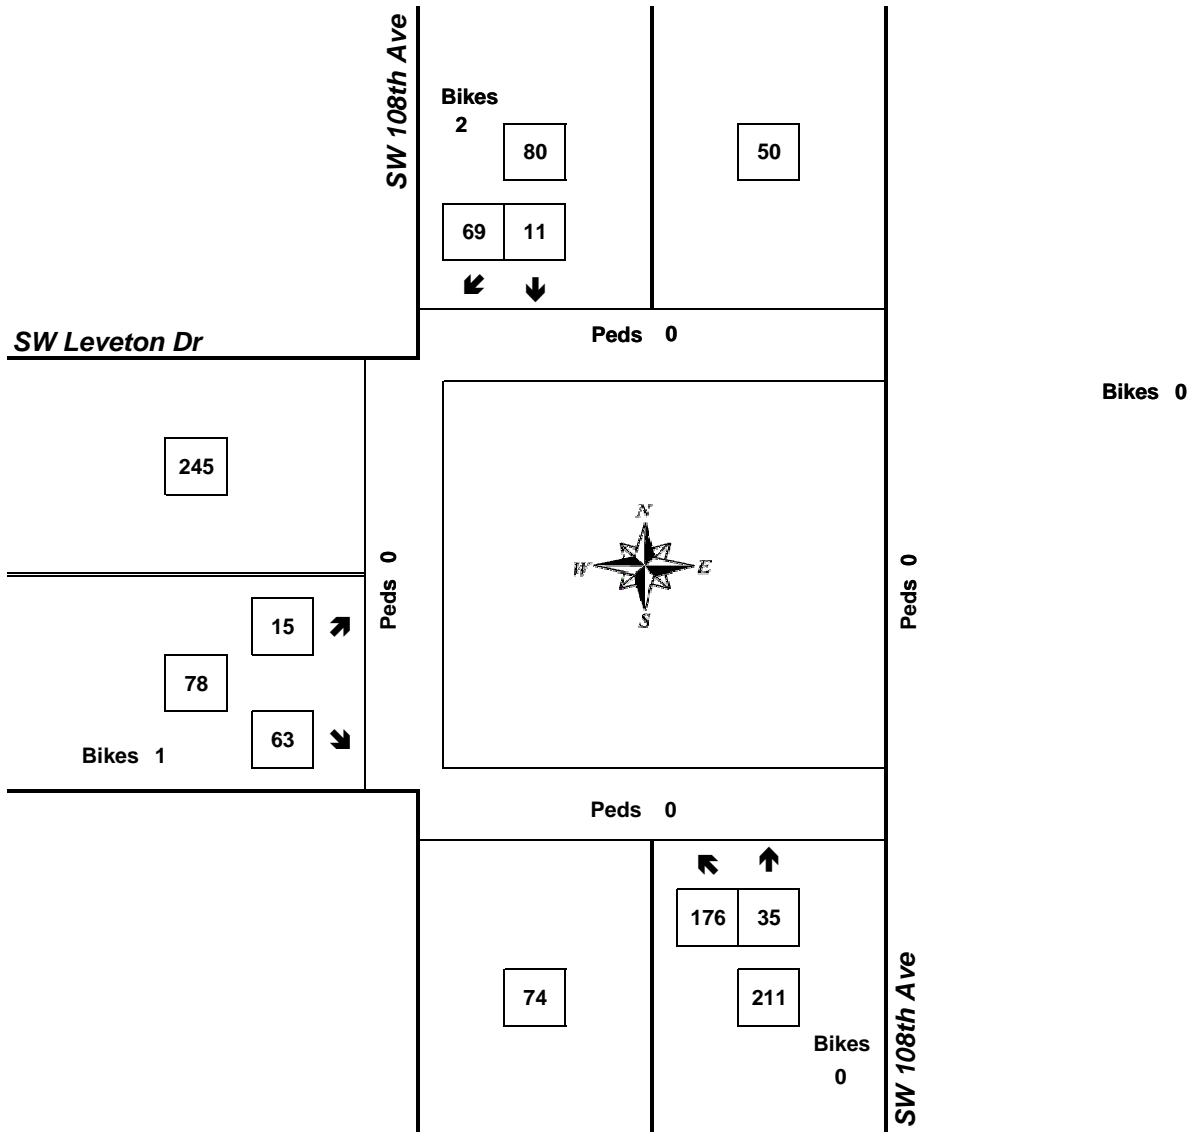 SW 108th Ave
Bikes
2
80
50
69 11
Peds 0
SW Leveton Dr
Bikes 0
245
N
W E
S
Peds 0
Peds 0
15
78
63
Bikes 1
Peds 0
176 35
74
211
SW 108th Ave
Bikes
0